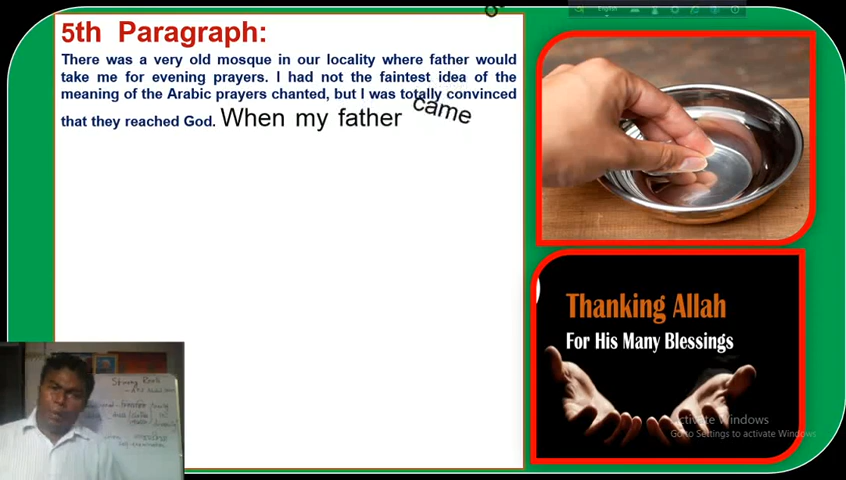 5th Paragraph:
There was a very old mosque in our locality where father would
take me for evening prayers. I had not the faintest idea of the
meaning of the Arabic prayers chanted, but I was totally convinced
that they reached God. When my father came
Thanking Allah
For His Many Blessings
Activate Windows
Go to Settings to activate Windows
Strong Roots